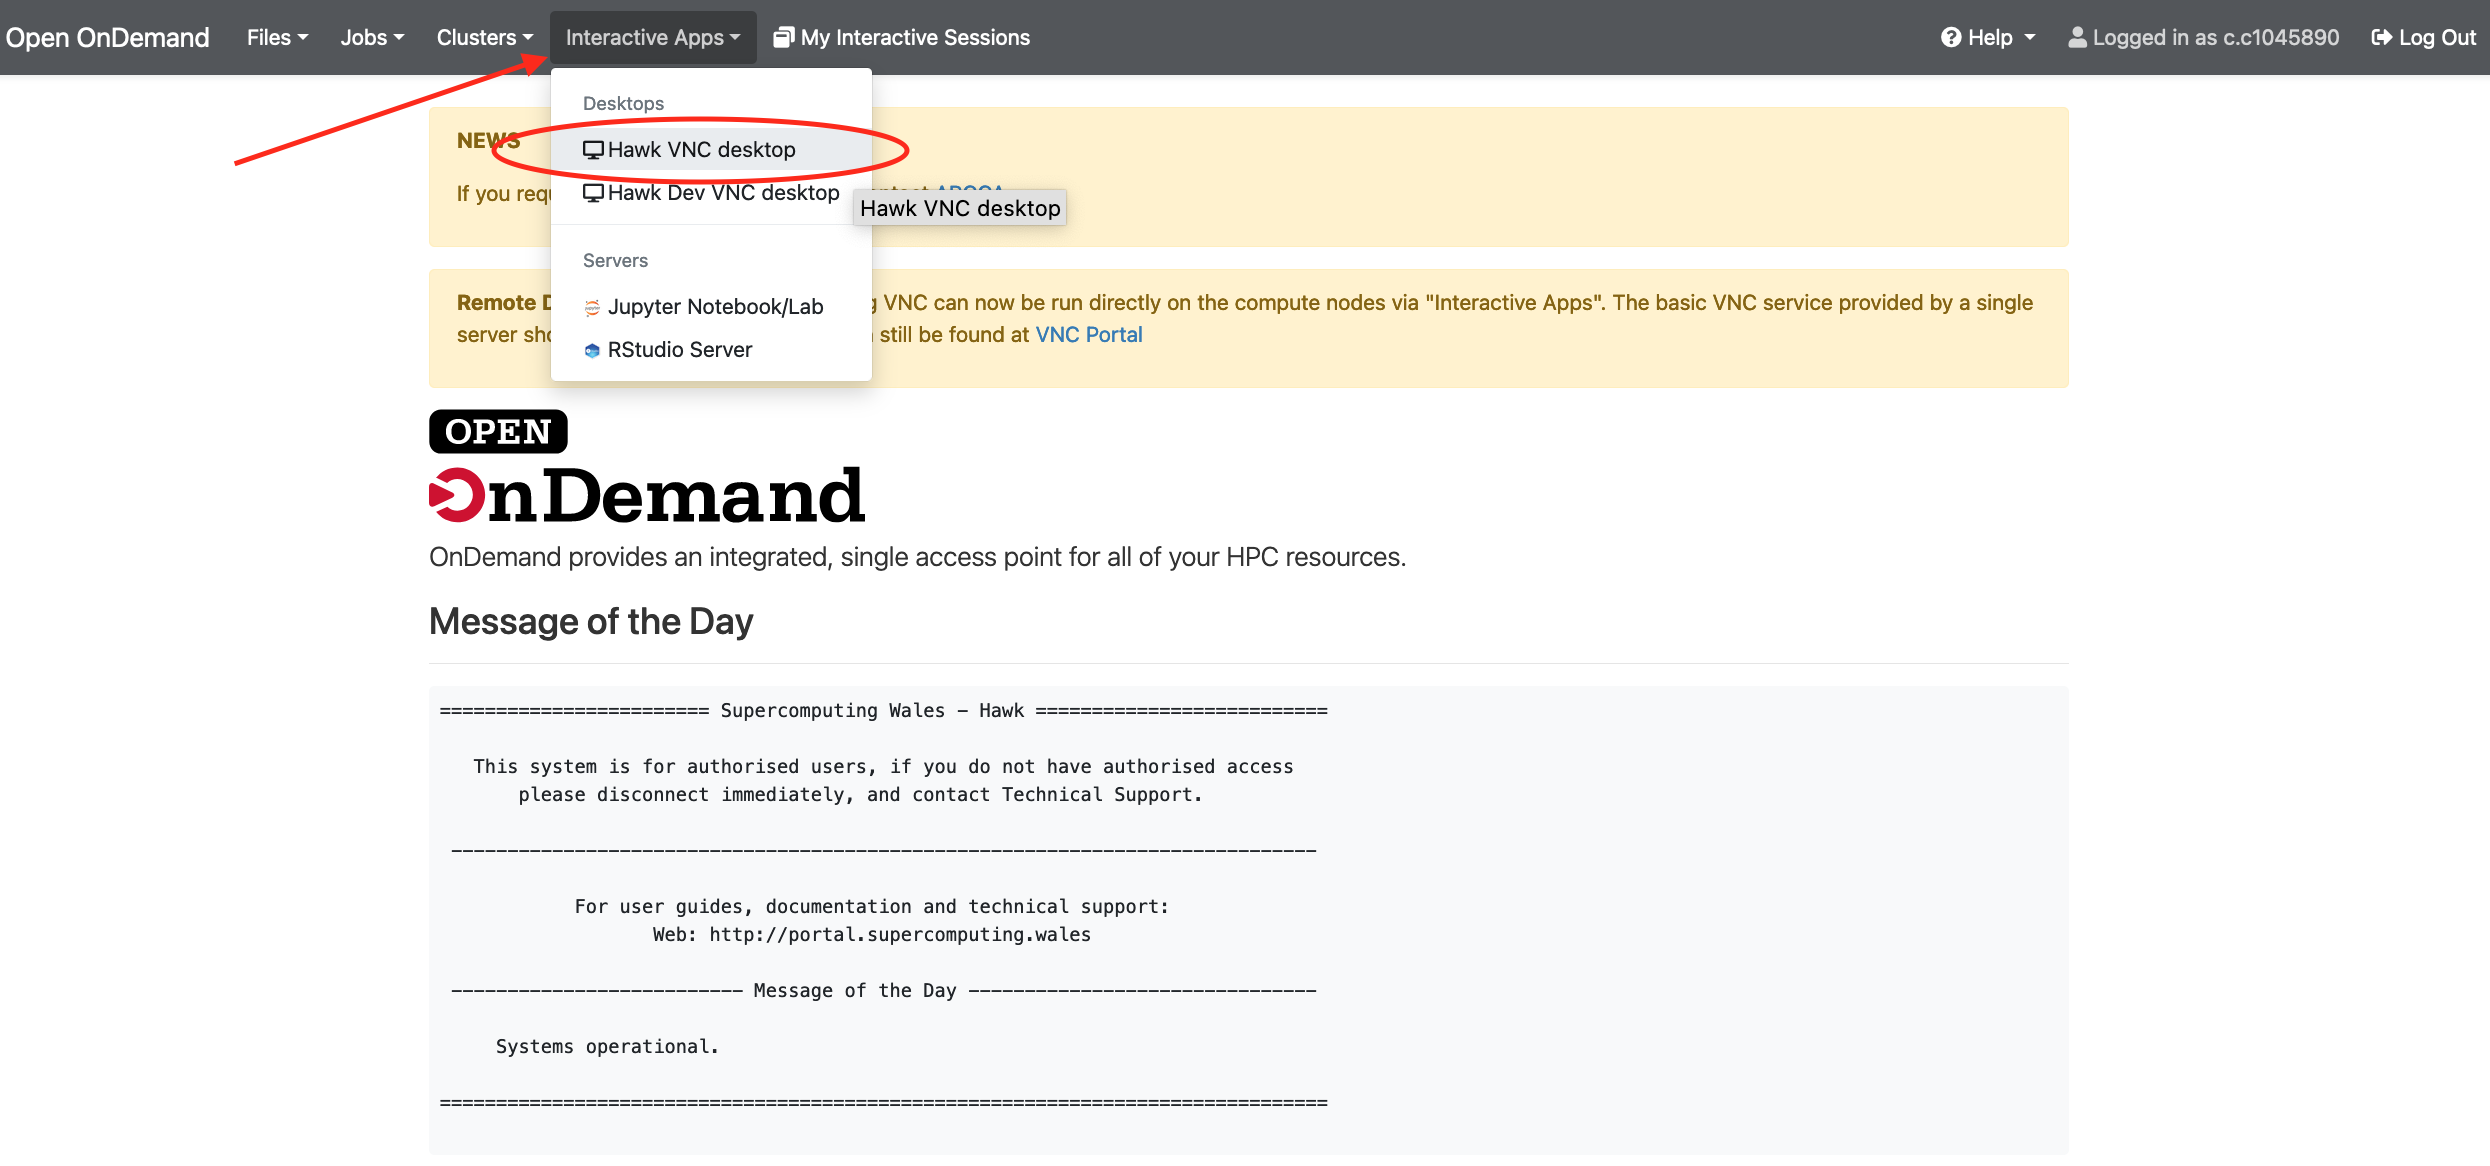 Open OnDemand Files Jobs Clusters Interactive Apps My Interactive Sessions Help Logged in as c.c1045890 Log Out
Desktops
Hawk VNC desktop
Hawk Dev VNC desktop
Hawk VNC desktop
Servers
Jupyter Notebook/Lab
RStudio Server
NEWS
If you
Remote VNC can now be run directly on the compute nodes via "Interactive Apps". The basic VNC service provided by a single
server still be found at VNC Portal
OPEN
OnDemand
OnDemand provides an integrated, single access point for all of your HPC resources.
Message of the Day
======================== Supercomputing Wales - Hawk ==========================
This system is for authorised users, if you do not have authorised access
please disconnect immediately, and contact Technical Support.
-----------------------------------------------------------------------------
For user guides, documentation and technical support:
Web: http://portal.supercomputing.wales
-------------------------- Message of the Day -------------------------------
Systems operational.
===============================================================================